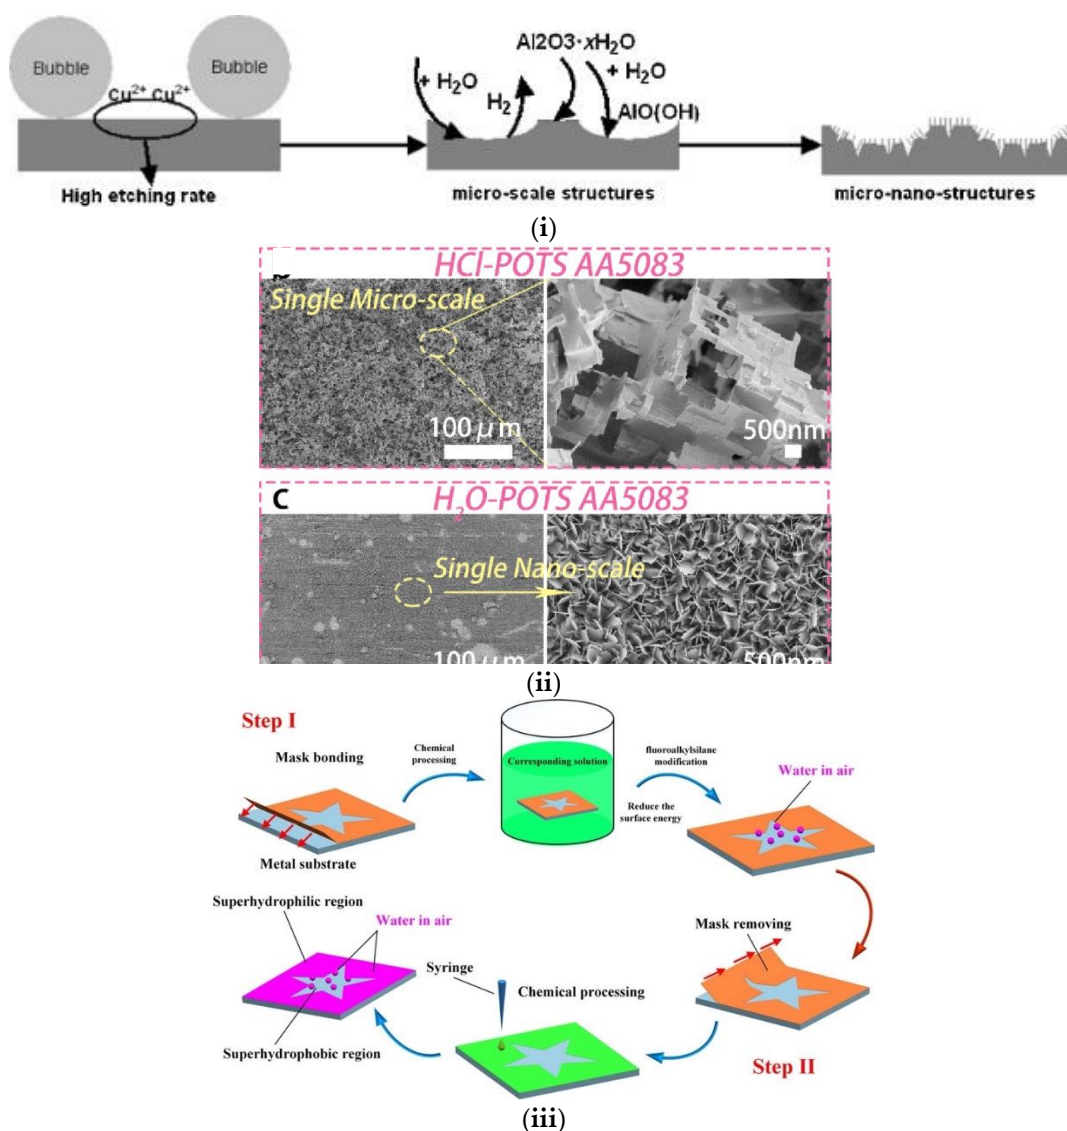 Bubble
Bubble
Cu²⁺ Cu²⁺
High etching rate
+ H₂O
H₂
Al2O3·xH₂O
+ H₂O
AlO(OH)
micro-scale structures
micro-nano-structures
(i)
HCl-POTS AA5083
Single Micro-scale
100 μm
500nm
C
H₂O-POTS AA5083
Single Nano-scale
100 μm
500nm
(ii)
Step I
Mask bonding
Metal substrate
Chemical
processing
Corresponding solution
fluoroalkylsilane
modification
Reduce the
surface energy
Water in air
Mask removing
Step II
Chemical processing
Syringe
Water in air
Superhydrophilic region
Superhydrophobic region
(iii)